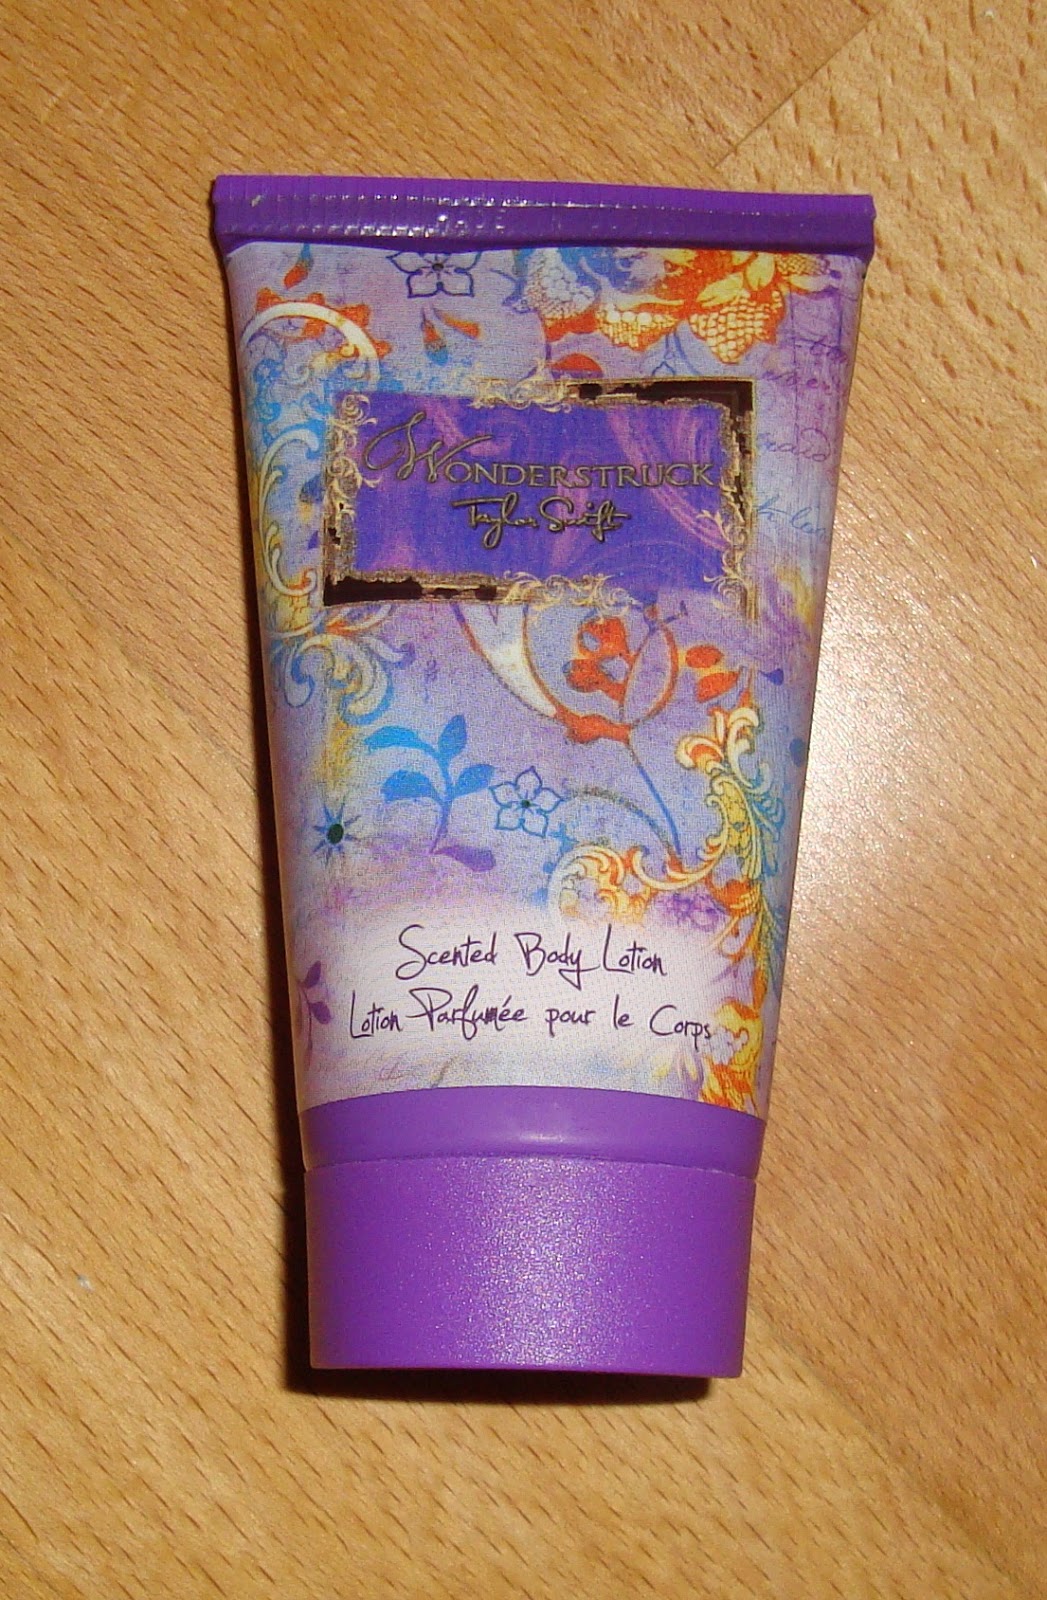 Wonderstruck
Taylor Swift
Scented Body Lotion
Lotion Parfumée pour le Corps